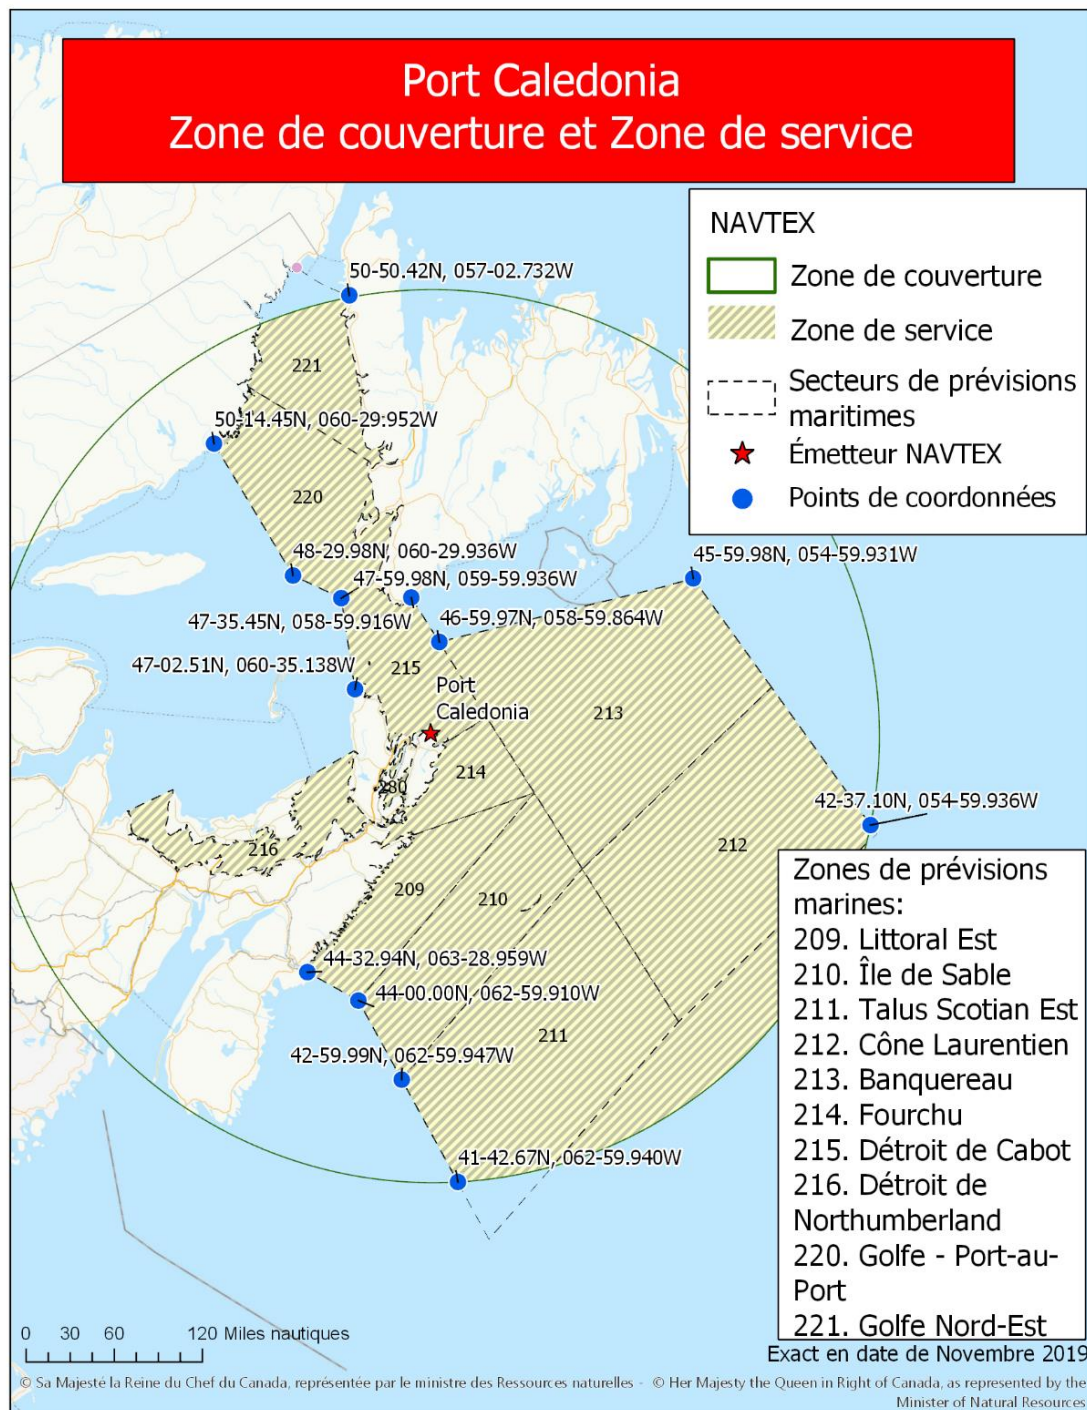 Port Caledonia
Zone de couverture et Zone de service
NAVTEX
Zone de couverture
Zone de service
Secteurs de prévisions
maritimes
Émetteur NAVTEX
Points de coordonnées
50-50.42N, 057-02.732W
221
50-14.45N, 060-29.952W
220
48-29.98N, 060-29.936W
47-59.98N, 059-59.936W
45-59.98N, 054-59.931W
47-35.45N, 058-59.916W
46-59.97N, 058-59.864W
47-02.51N, 060-35.138W
215
Port
Caledonia
213
214
280
42-37.10N, 054-59.936W
216
212
209
210
44-32.94N, 063-28.959W
44-00.00N, 062-59.910W
211
42-59.99N, 062-59.947W
41-42.67N, 062-59.940W
Zones de prévisions
marines:
209. Littoral Est
210. Île de Sable
211. Talus Scotian Est
212. Cône Laurentien
213. Banquereau
214. Fourchu
215. Détroit de Cabot
216. Détroit de
Northumberland
220. Golfe - Port-au-
Port
221. Golfe Nord-Est
0 30 60 120 Miles nautiques
Exact en date de Novembre 2019
© Sa Majesté la Reine du Chef du Canada, représentée par le ministre des Ressources naturelles - © Her Majesty the Queen in Right of Canada, as represented by the
Minister of Natural Resources